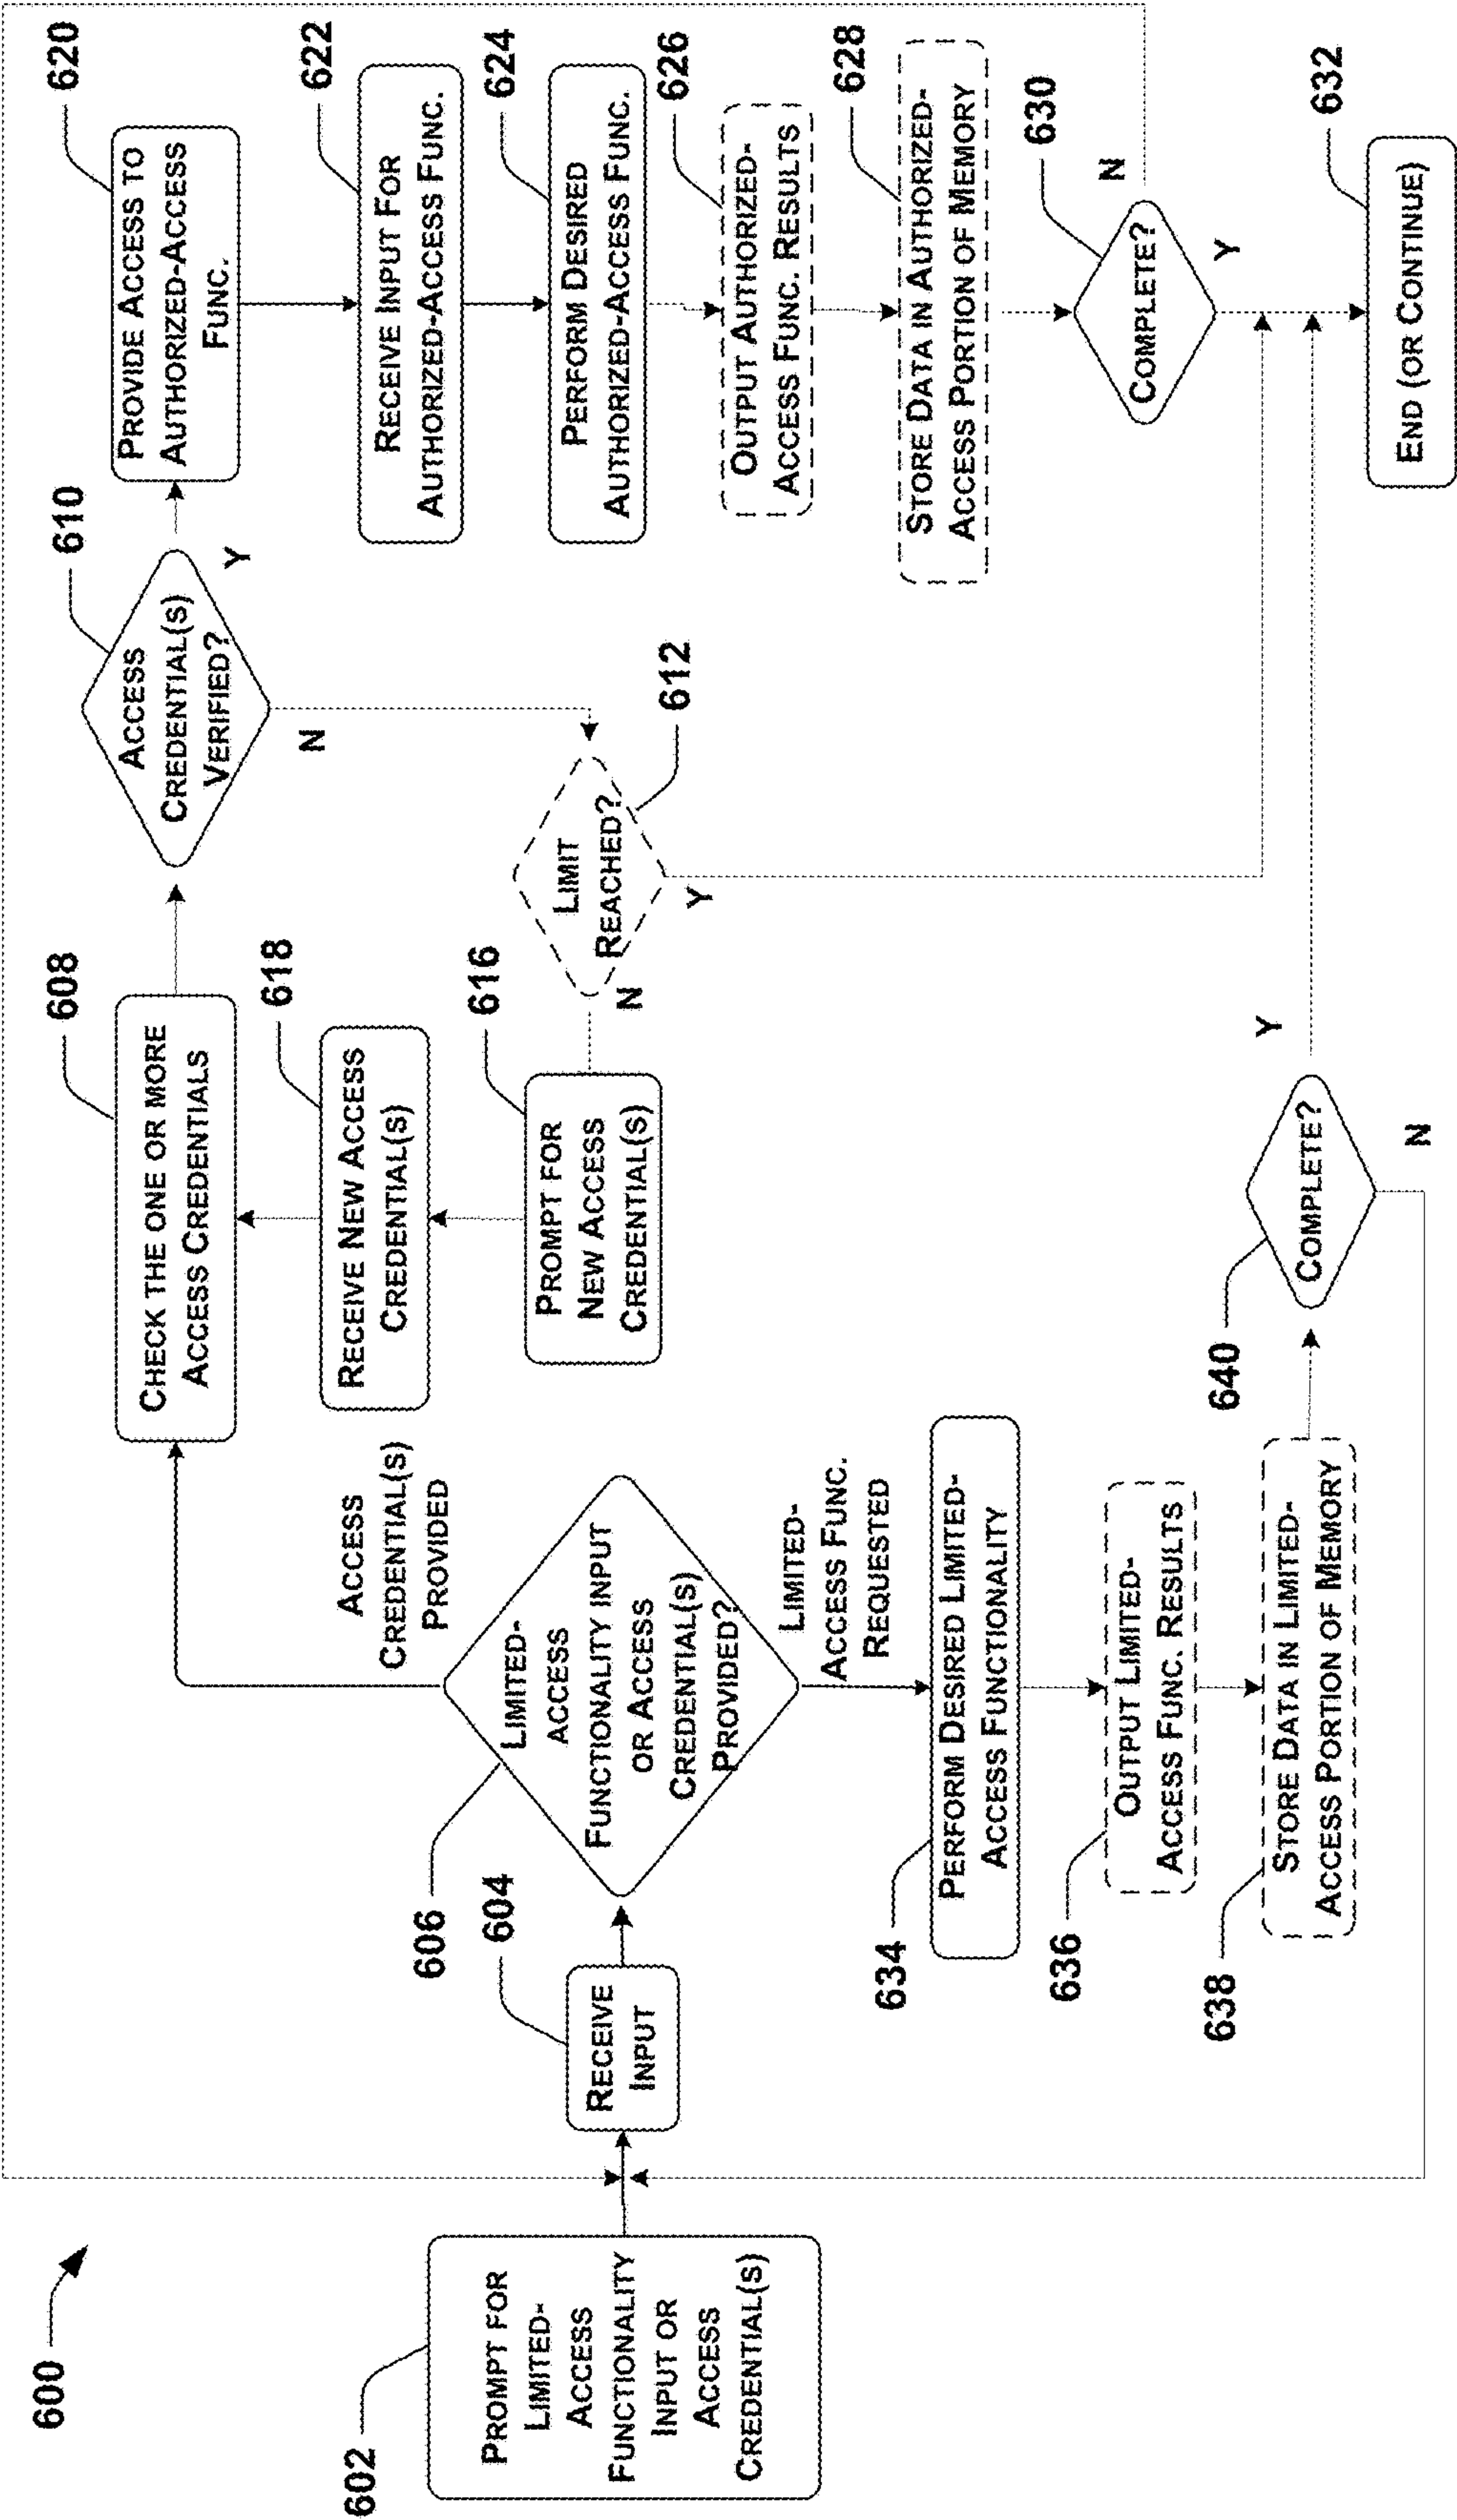 600
602
PROMPT FOR
LIMITED-
ACCESS
FUNCTIONALITY
INPUT OR
ACCESS
CREDENTIAL(S)
604
RECEIVE
INPUT
606
LIMITED-
ACCESS
FUNCTIONALITY INPUT
OR ACCESS
CREDENTIAL(S)
PROVIDED?
ACCESS
CREDENTIAL(S)
PROVIDED
LIMITED-
ACCESS FUNC.
REQUESTED
608
CHECK THE ONE OR MORE
ACCESS CREDENTIALS
618
RECEIVE NEW ACCESS
CREDENTIAL(S)
616
PROMPT FOR
NEW ACCESS
CREDENTIAL(S)
610
ACCESS
CREDENTIAL(S)
VERIFIED?
Y
N
612
LIMIT
REACHED?
N
Y
620
PROVIDE ACCESS TO
AUTHORIZED-ACCESS
FUNC.
622
RECEIVE INPUT FOR
AUTHORIZED-ACCESS FUNC.
624
PERFORM DESIRED
AUTHORIZED-ACCESS FUNC.
626
OUTPUT AUTHORIZED-
ACCESS FUNC. RESULTS
628
STORE DATA IN AUTHORIZED-
ACCESS PORTION OF MEMORY
630
COMPLETE?
N
Y
632
END (OR CONTINUE)
634
PERFORM DESIRED LIMITED-
ACCESS FUNCTIONALITY
636
OUTPUT LIMITED-
ACCESS FUNC. RESULTS
638
STORE DATA IN LIMITED-
ACCESS PORTION OF MEMORY
640
COMPLETE?
Y
N